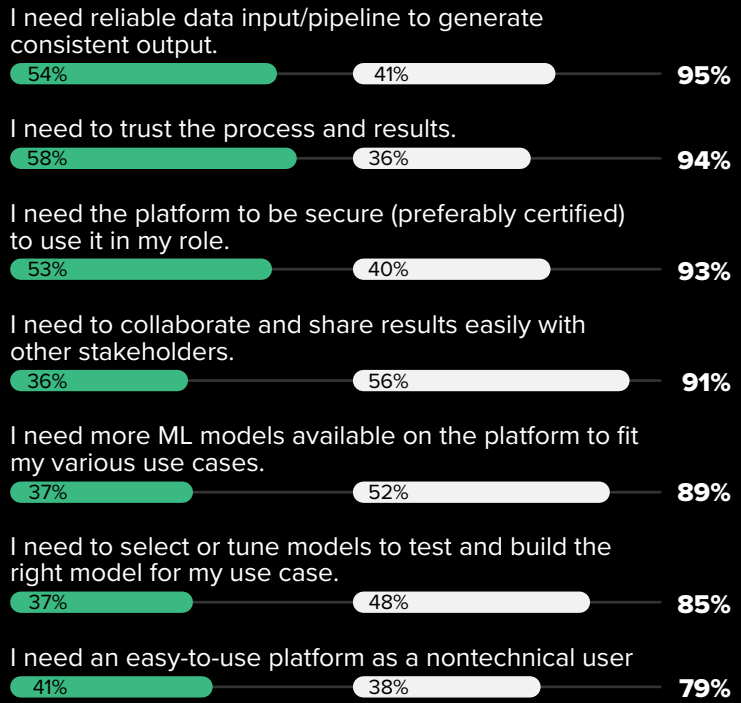 I need reliable data input/pipeline to generate
consistent output.
54% 41% 95%
I need to trust the process and results.
58% 36% 94%
I need the platform to be secure (preferably certified)
to use it in my role.
53% 40% 93%
I need to collaborate and share results easily with
other stakeholders.
36% 56% 91%
I need more ML models available on the platform to fit
my various use cases.
37% 52% 89%
I need to select or tune models to test and build the
right model for my use case.
37% 48% 85%
I need an easy-to-use platform as a nontechnical user
41% 38% 79%